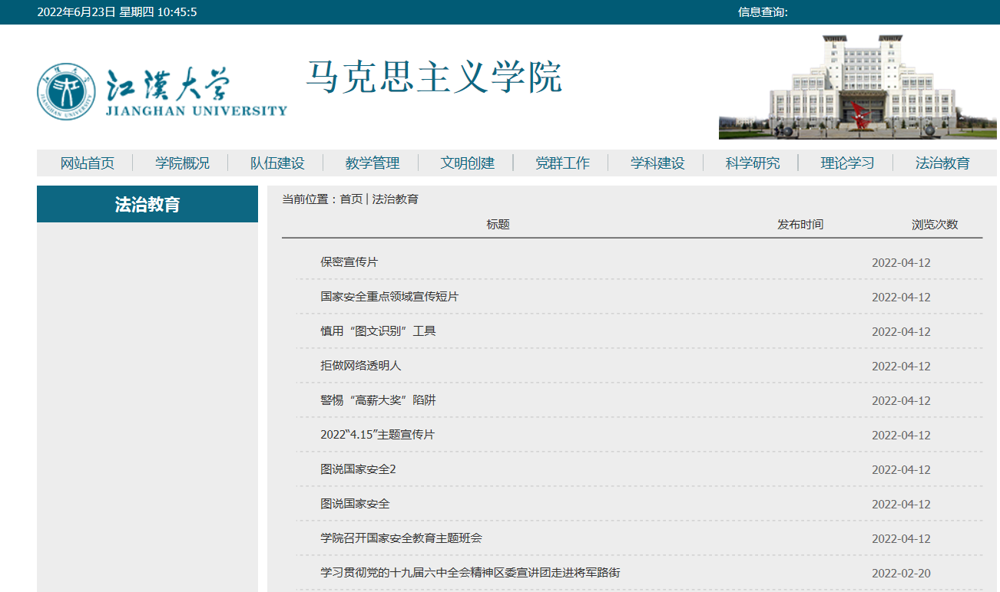 2022年6月23日 星期四 10:45:5 信息查询:
江漢大学
JIANGHAN UNIVERSITY
马克思主义学院
网站首页 学院概况 队伍建设 教学管理 文明创建 党群工作 学科建设 科学研究 理论学习 法治教育
法治教育
当前位置：首页 | 法治教育
标题 发布时间 浏览次数
保密宣传片 2022-04-12
国家安全重点领域宣传短片 2022-04-12
慎用“图文识别”工具 2022-04-12
拒做网络透明人 2022-04-12
警惕“高薪大奖”陷阱 2022-04-12
2022“4.15”主题宣传片 2022-04-12
图说国家安全2 2022-04-12
图说国家安全 2022-04-12
学院召开国家安全教育主题班会 2022-04-12
学习贯彻党的十九届六中全会精神区委宣讲团走进将军路街 2022-02-20